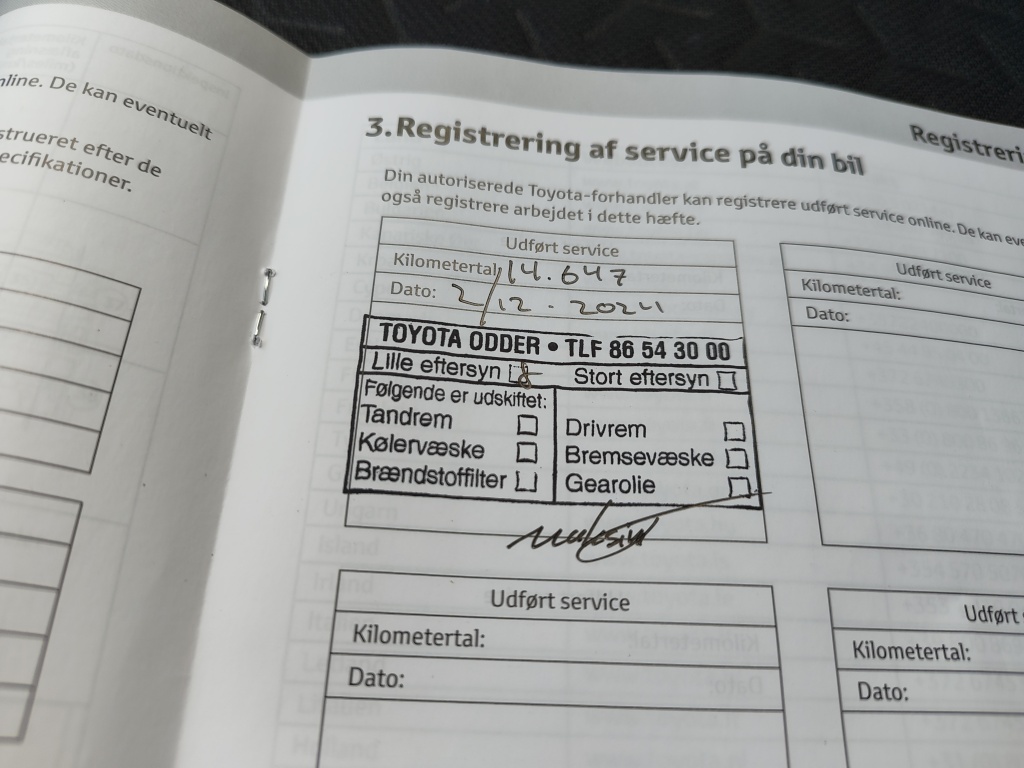 nline. De kan eventuelt
strueret efter de
ecifikationer.
Registreri
3. Registrering af service på din bil
Din autoriserede Toyota-forhandler kan registrere udført service online. De kan eve
også registrere arbejdet i dette hæfte.
Udført service
Kilometertal: 14.647
Dato: 2/12 - 2024
TOYOTA ODDER • TLF 86 54 30 00
Lille eftersyn
Stort eftersyn
Følgende er udskiftet:
Tandrem
Kølervæske
Brændstoffilter
Drivrem
Bremsevæske
Gearolie
Udført service
Kilometertal:
Dato:
Udført service
Kilometertal:
Dato:
Udført
Kilometertal:
Dato: